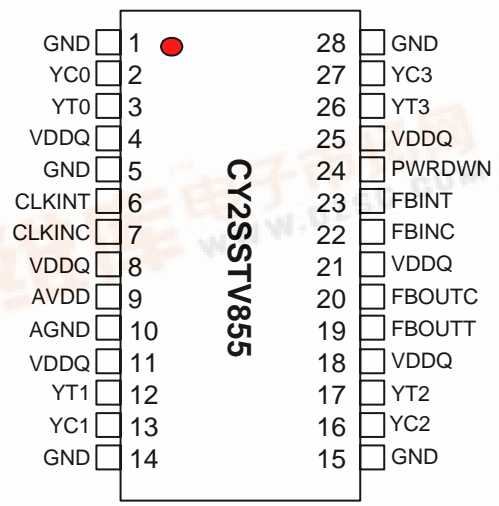 GND 1 28 GND
YC0 2 27 YC3
YT0 3 26 YT3
VDDQ 4 25 VDDQ
GND 5 24 PWRDWN
CLKINT 6 23 FBINT
CLKINC 7 22 FBINC
VDDQ 8 21 VDDQ
AVDD 9 20 FBOUTC
AGND 10 19 FBOUTT
VDDQ 11 18 VDDQ
YT1 12 17 YT2
YC1 13 16 YC2
GND 14 15 GND
CY2SSTV855